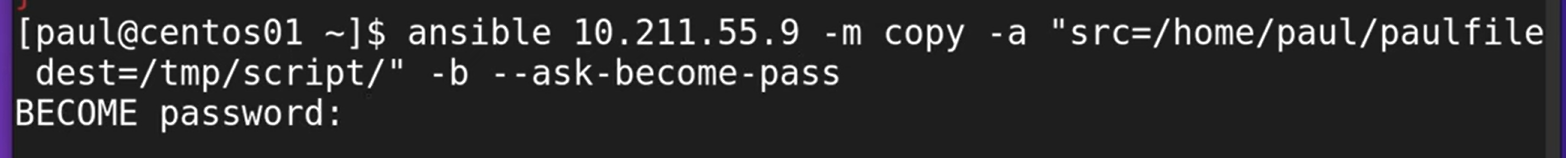 [paul@centos01 ~]$ ansible 10.211.55.9 -m copy -a "src=/home/paul/paulfile
 dest=/tmp/script/" -b --ask-become-pass
BECOME password: